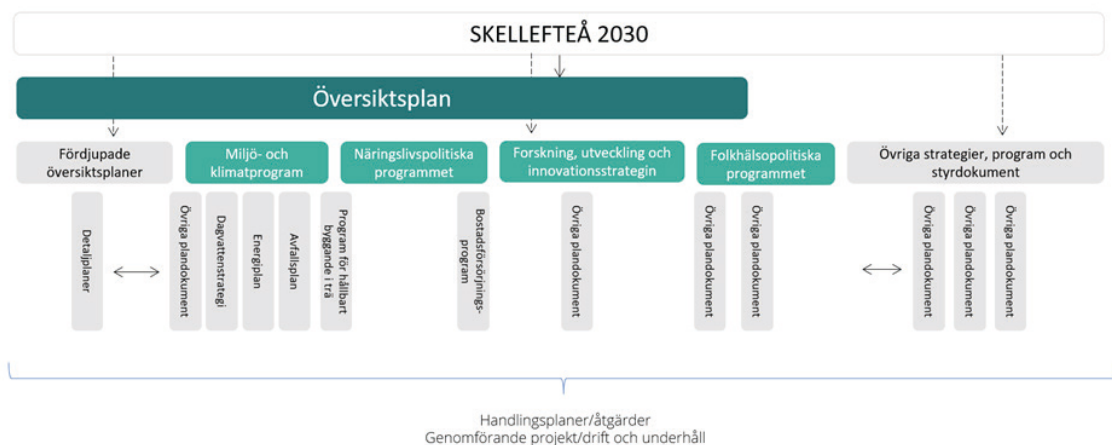 SKELLEFTEÅ 2030
Översiktsplan
Fördjupade
översiktsplaner
Miljö- och
klimatprogram
Näringslivspolitiska
programmet
Forskning, utveckling och
innovationsstrategin
Folkhälsopolitiska
programmet
Övriga strategier, program och
styrdokument
Detaljplaner
Övriga plandokument
Dagvattenstrategi
Energiplan
Avfallsplan
Program för hållbart
byggande i trä
Bostadsförsörjnings-
program
Övriga plandokument
Övriga plandokument
Övriga plandokument
Övriga plandokument
Övriga plandokument
Övriga plandokument
Handlingsplaner/åtgärder
Genomförande projekt/drift och underhåll